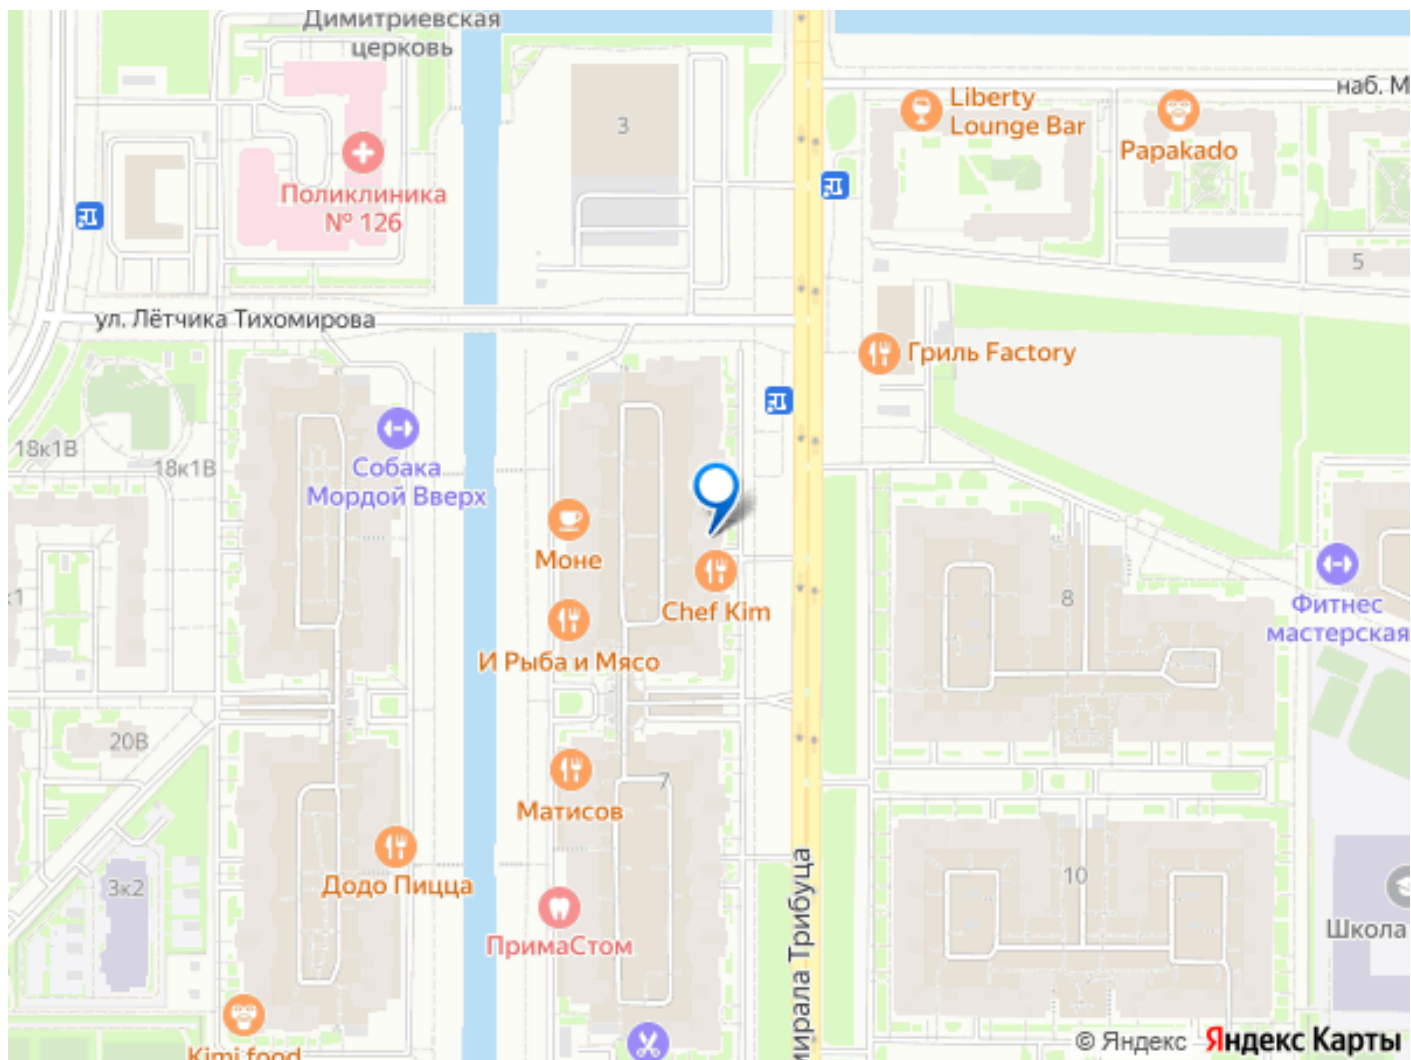 Димитриевская
церковь
наб. М
Liberty
Lounge Bar
Papakado
3
Поликлиника
№ 126
5
ул. Лётчика Тихомирова
Гриль Factory
18к1В
18к1В
Собака
Мордой Вверх
Моне
Chef Kim
8
Фитнес
мастерская
И Рыба и Мясо
20В
7
Матисов
10
3к2
Додо Пицца
мирала Трибуца
Школа
ПримаСтом
Kimi food
© Яндекс Яндекс Карты